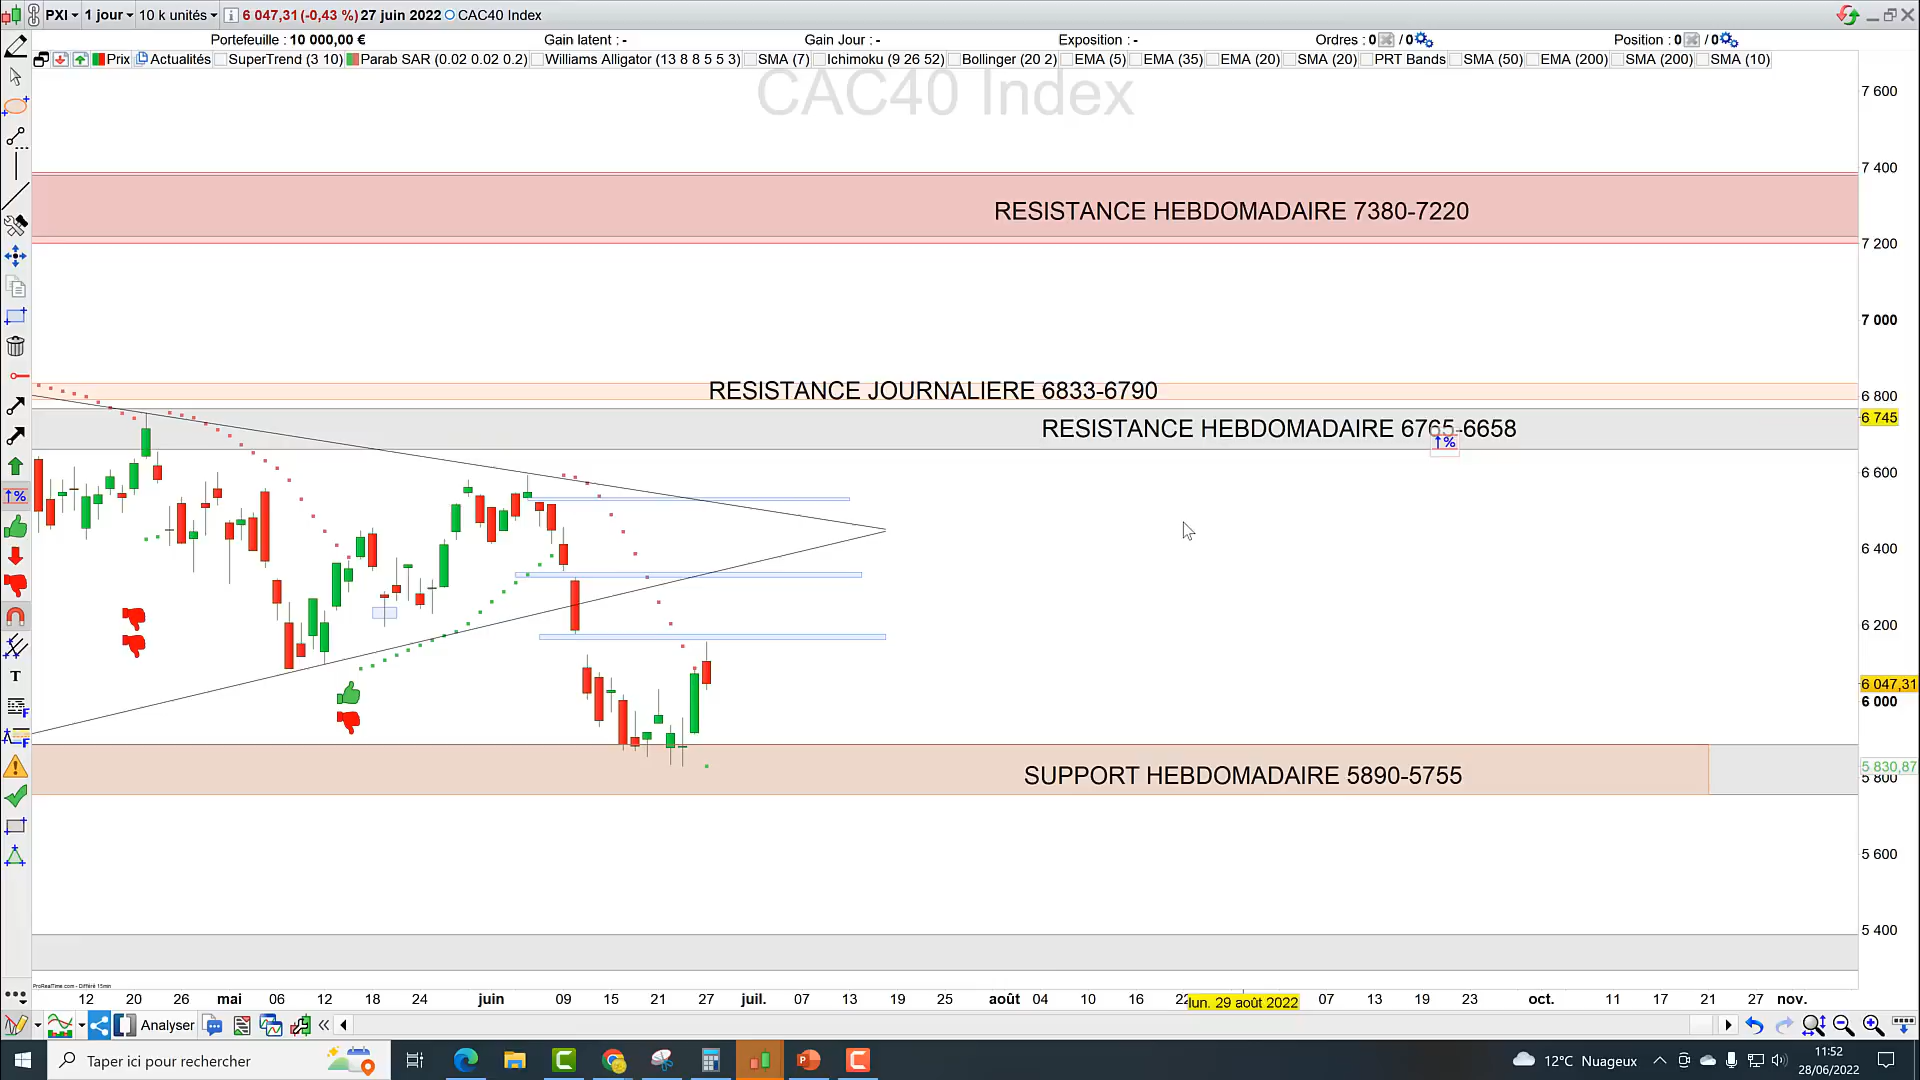 PXI 1 jour 10 k unités 6 047,31 (-0,43 %) 27 juin 2022 CAC40 Index
Portefeuille : 10 000,00 € Gain latent : - Gain Jour : - Exposition : - Ordres : 0 / 0 Position : 0 / 0
Prix Actualités SuperTrend (3 10) Parab SAR (0.02 0.02 0.2) Williams Alligator (13 8 8 5 5 3) SMA (7) Ichimoku (9 26 52) Bollinger (20 2) EMA (5) EMA (35) EMA (20) SMA (20) PRT Bands SMA (50) EMA (200) SMA (200) SMA (10)
CAC40 Index
7 600
7 400
RESISTANCE HEBDOMADAIRE 7380-7220
7 200
7 000
RESISTANCE JOURNALIERE 6833-6790
6 800
6 745
RESISTANCE HEBDOMADAIRE 6765-6658
↑%
6 600
↑%
6 400
6 200
T
6 047,31
6 000
F
F
SUPPORT HEBDOMADAIRE 5890-5755
5 830,87
5 800
5 600
5 400
ProRealTime.com - Différé 15min
12 20 26 mai 06 12 18 24 juin 09 15 21 27 juil. 07 13 19 25 août 04 10 16 22 lun. 29 août 2022 07 13 19 23 oct. 11 17 21 27 nov.
Analyser
Taper ici pour rechercher
12°C Nuageux
11:52
28/06/2022